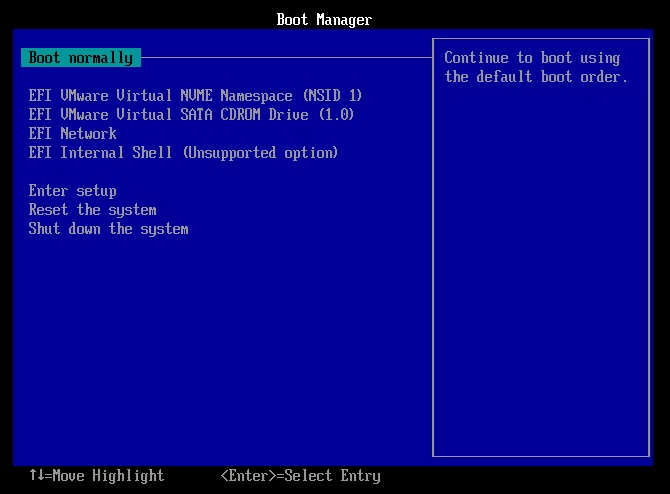 Boot Manager
Boot normally
Continue to boot using
the default boot order.
EFI VMware Virtual NVME Namespace (NSID 1)
EFI VMware Virtual SATA CDROM Drive (1.0)
EFI Network
EFI Internal Shell (Unsupported option)
Enter setup
Reset the system
Shut down the system
↑↓=Move Highlight <Enter>=Select Entry